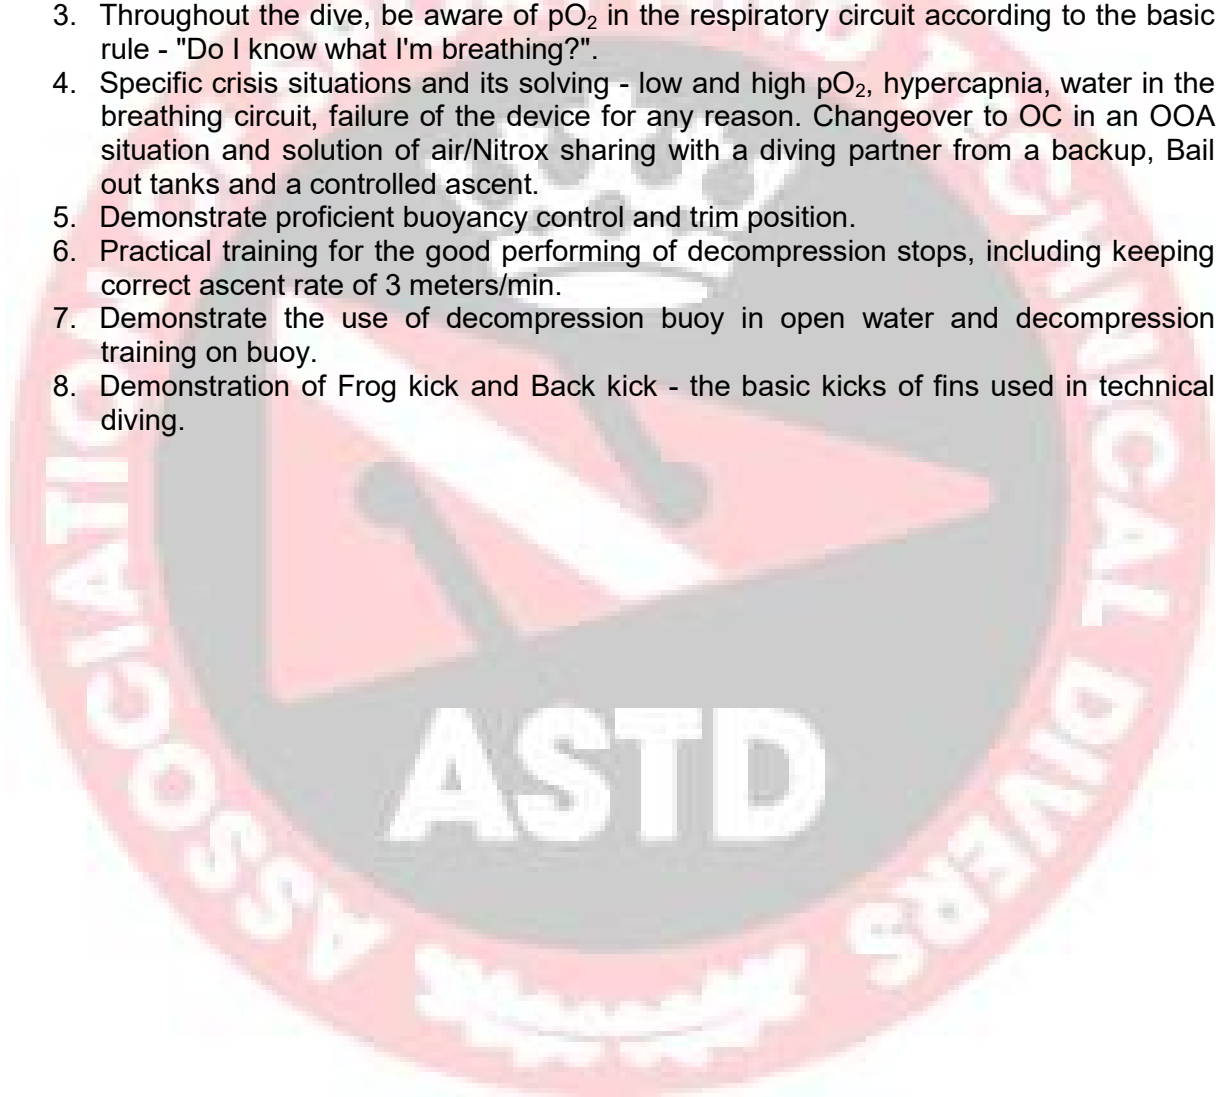 3. Throughout the dive, be aware of pO₂ in the respiratory circuit according to the basic
rule - "Do I know what I'm breathing?".
4. Specific crisis situations and its solving - low and high pO₂, hypercapnia, water in the
breathing circuit, failure of the device for any reason. Changeover to OC in an OOA
situation and solution of air/Nitrox sharing with a diving partner from a backup, Bail
out tanks and a controlled ascent.
5. Demonstrate proficient buoyancy control and trim position.
6. Practical training for the good performing of decompression stops, including keeping
correct ascent rate of 3 meters/min.
7. Demonstrate the use of decompression buoy in open water and decompression
training on buoy.
8. Demonstration of Frog kick and Back kick - the basic kicks of fins used in technical
diving.
ASSOCIATION
TECHNICAL DIVERS
ASTD